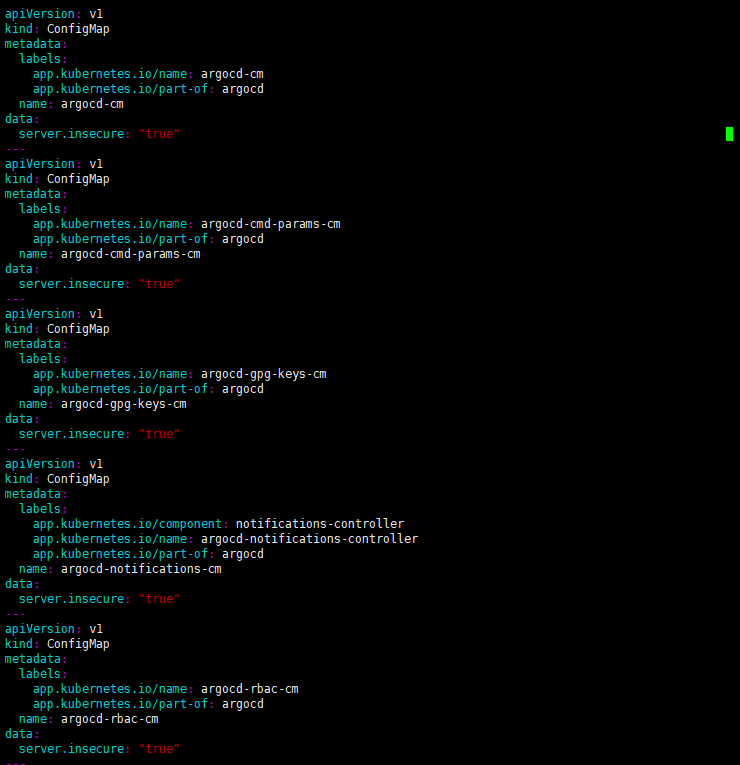 apiVersion: v1
kind: ConfigMap
metadata:
  labels:
    app.kubernetes.io/name: argocd-cm
    app.kubernetes.io/part-of: argocd
  name: argocd-cm
data:
  server.insecure: "true"
---
apiVersion: v1
kind: ConfigMap
metadata:
  labels:
    app.kubernetes.io/name: argocd-cmd-params-cm
    app.kubernetes.io/part-of: argocd
  name: argocd-cmd-params-cm
data:
  server.insecure: "true"
---
apiVersion: v1
kind: ConfigMap
metadata:
  labels:
    app.kubernetes.io/name: argocd-gpg-keys-cm
    app.kubernetes.io/part-of: argocd
  name: argocd-gpg-keys-cm
data:
  server.insecure: "true"
---
apiVersion: v1
kind: ConfigMap
metadata:
  labels:
    app.kubernetes.io/component: notifications-controller
    app.kubernetes.io/name: argocd-notifications-controller
    app.kubernetes.io/part-of: argocd
  name: argocd-notifications-cm
data:
  server.insecure: "true"
---
apiVersion: v1
kind: ConfigMap
metadata:
  labels:
    app.kubernetes.io/name: argocd-rbac-cm
    app.kubernetes.io/part-of: argocd
  name: argocd-rbac-cm
data:
  server.insecure: "true"
---